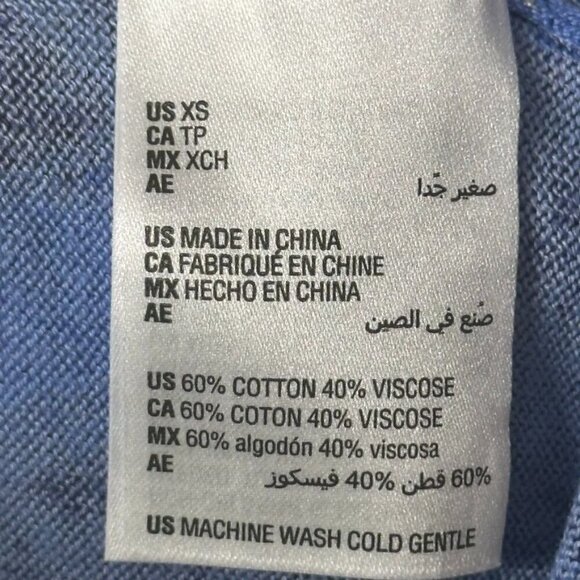 US XS
CA TP
MX XCH
AE صغير جّدا
US MADE IN CHINA
CA FABRIQUÉ EN CHINE
MX HECHO EN CHINA
AE صُنع في الصين
US 60% COTTON 40% VISCOSE
CA 60% COTON 40% VISCOSE
MX 60% algodón 40% viscosa
AE 60% قطن 40% فيسكوز
US MACHINE WASH COLD GENTLE